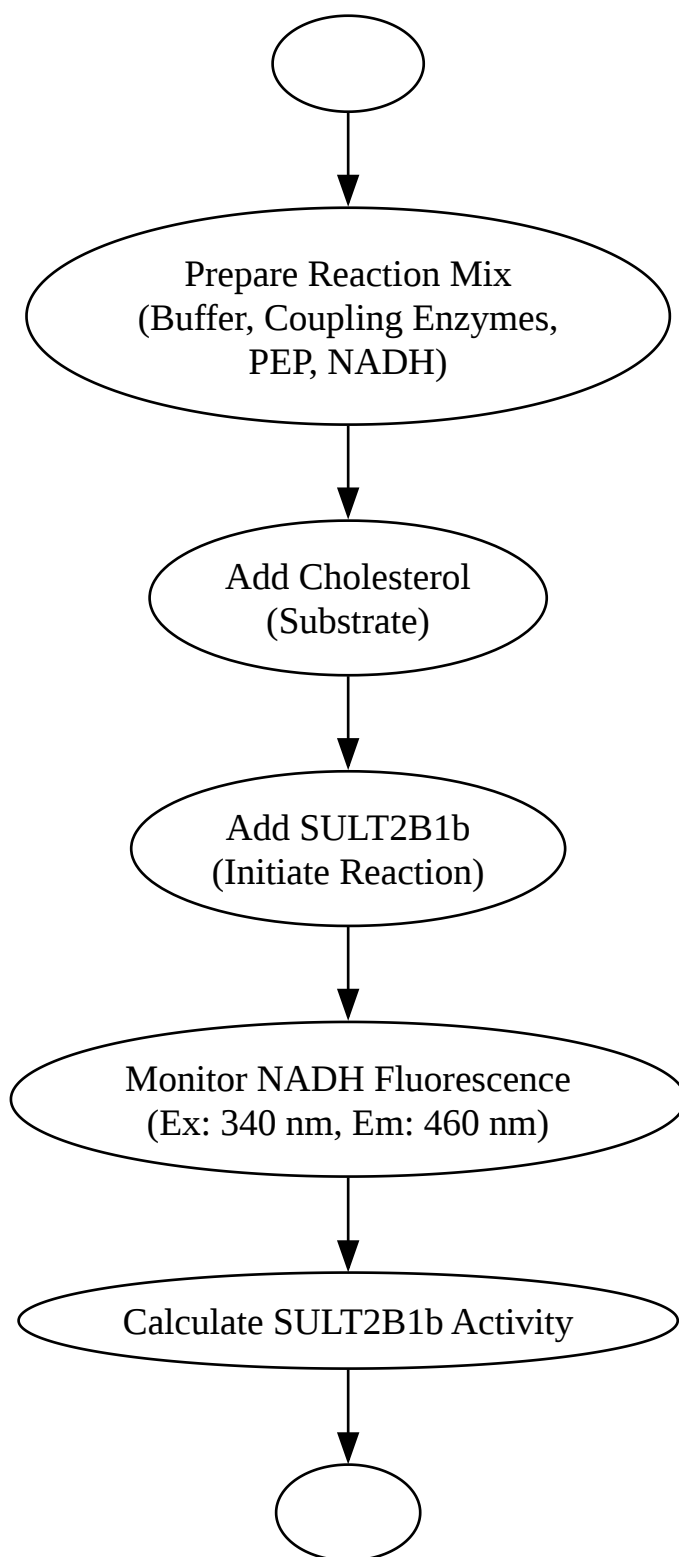 Prepare Reaction Mix
(Buffer, Coupling Enzymes,
PEP, NADH)
Add Cholesterol
(Substrate)
Add SULT2B1b
(Initiate Reaction)
Monitor NADH Fluorescence
(Ex: 340 nm, Em: 460 nm)
Calculate SULT2B1b Activity